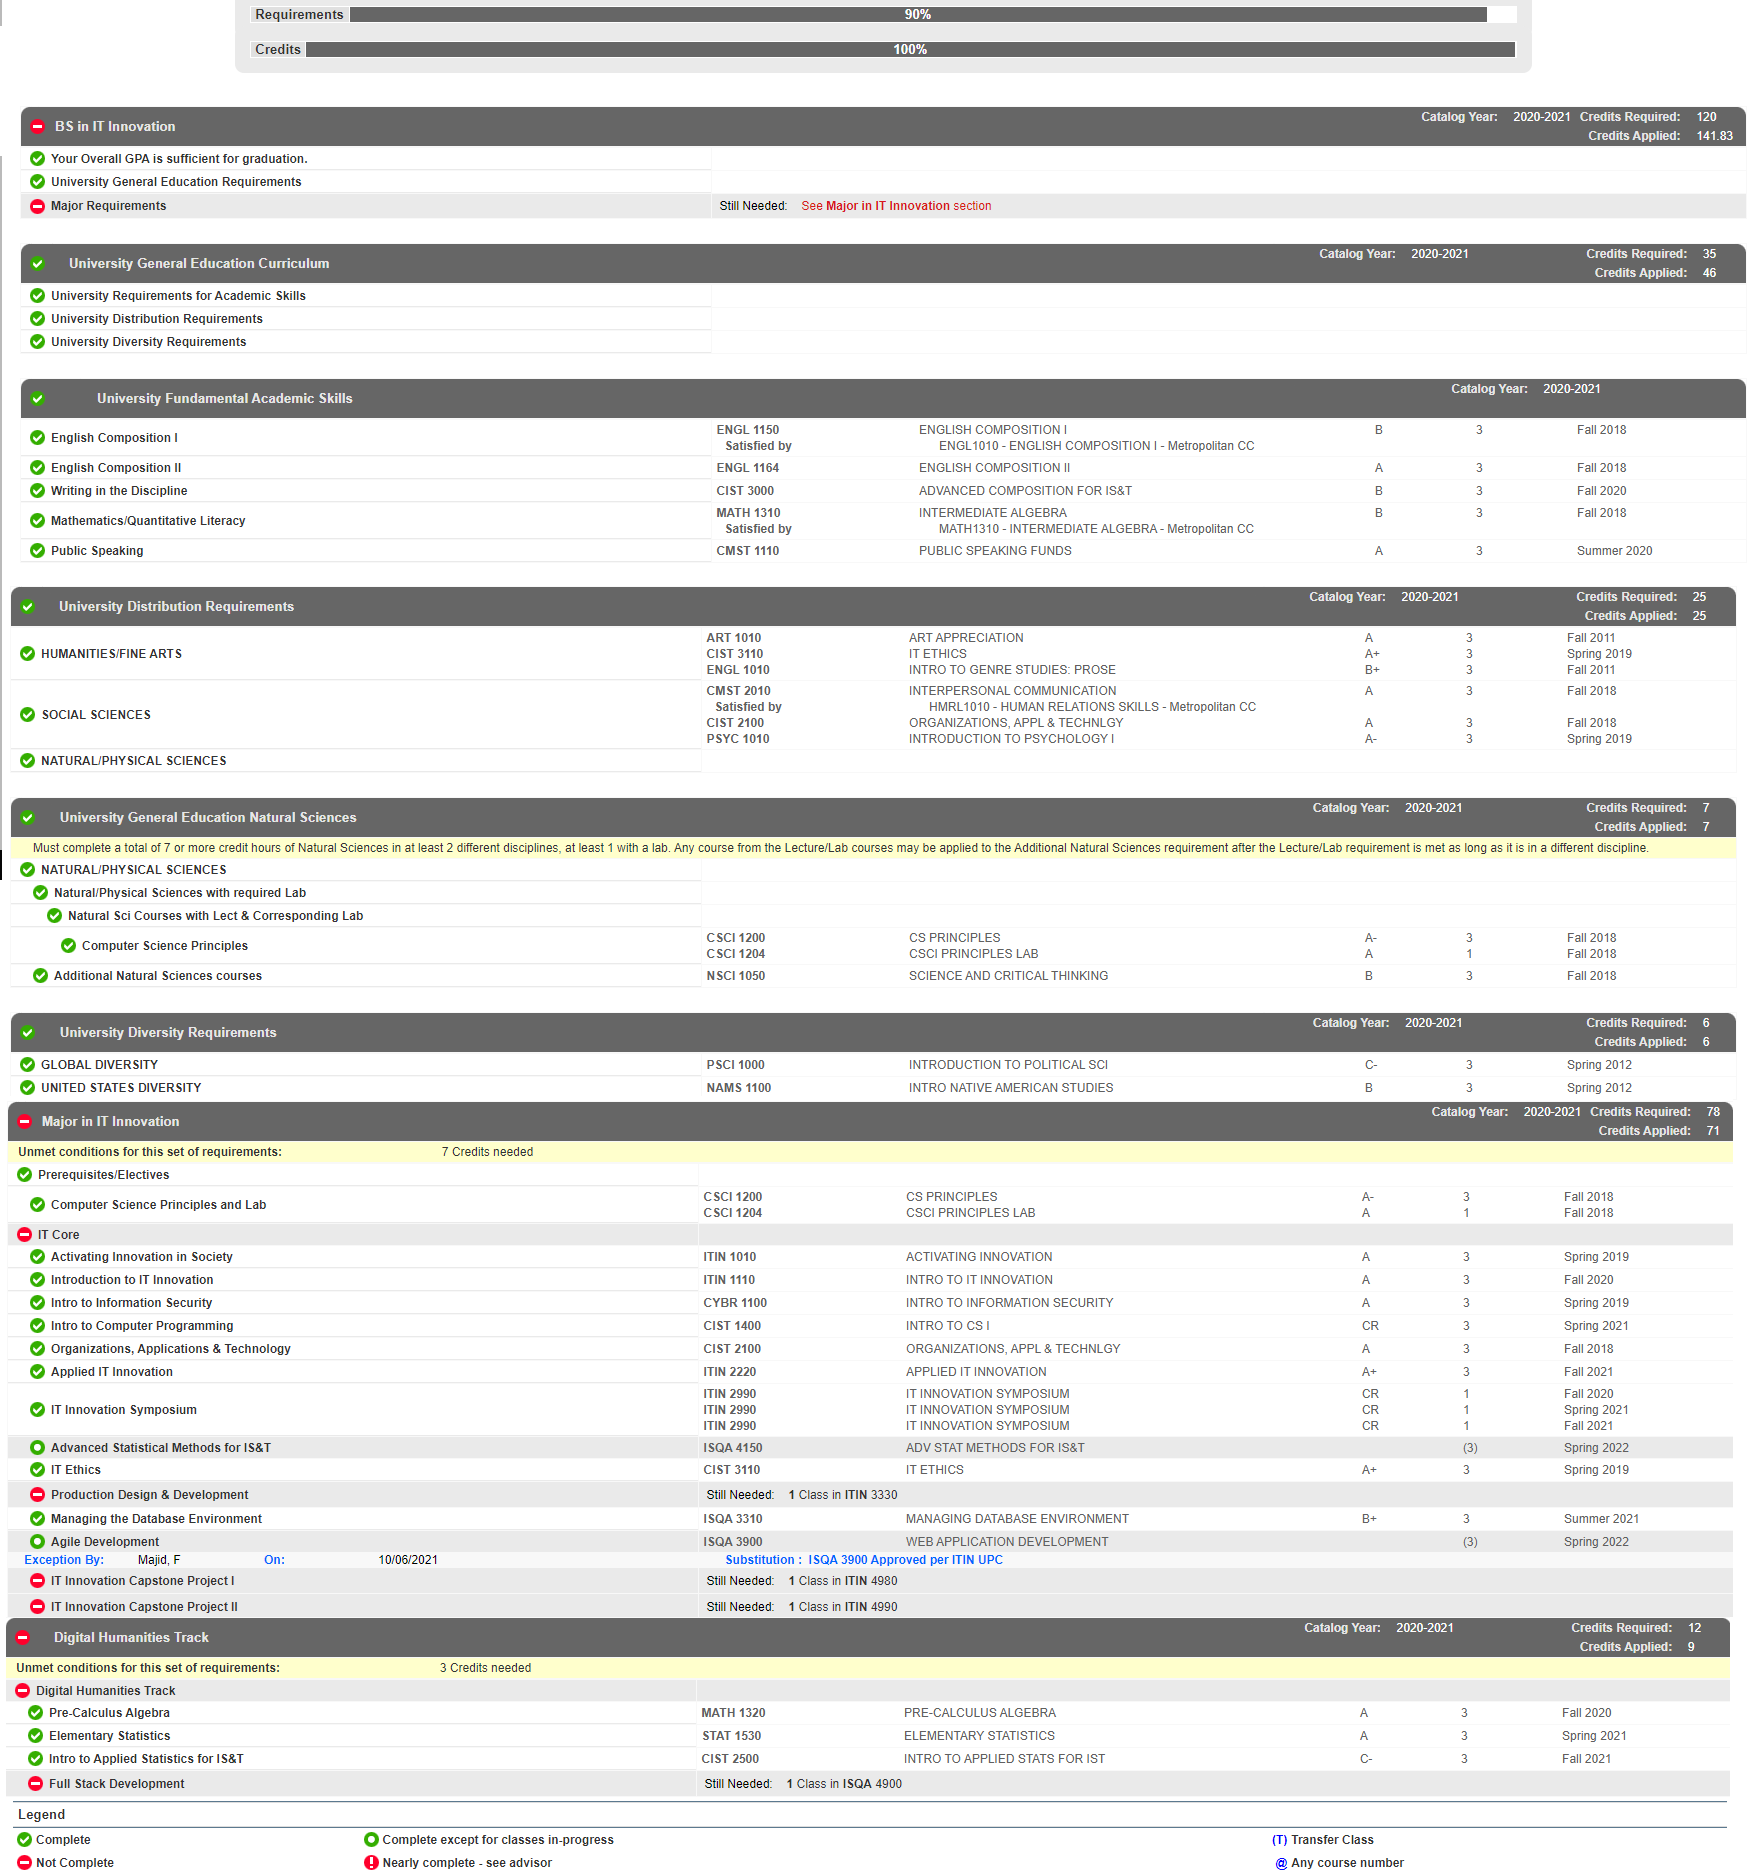 Requirements 90%
Credits 100%
BS in IT Innovation Catalog Year: 2020-2021 Credits Required: 120
Credits Applied: 141.83
Your Overall GPA is sufficient for graduation.
University General Education Requirements
Major Requirements Still Needed: See Major in IT Innovation section
University General Education Curriculum Catalog Year: 2020-2021 Credits Required: 35
Credits Applied: 46
University Requirements for Academic Skills
University Distribution Requirements
University Diversity Requirements
University Fundamental Academic Skills Catalog Year: 2020-2021
English Composition I ENGL 1150 ENGLISH COMPOSITION I B 3 Fall 2018
Satisfied by ENGL1010 - ENGLISH COMPOSITION I - Metropolitan CC
English Composition II ENGL 1164 ENGLISH COMPOSITION II A 3 Fall 2018
Writing in the Discipline CIST 3000 ADVANCED COMPOSITION FOR IS&T B 3 Fall 2020
Mathematics/Quantitative Literacy MATH 1310 INTERMEDIATE ALGEBRA B 3 Fall 2018
Satisfied by MATH1310 - INTERMEDIATE ALGEBRA - Metropolitan CC
Public Speaking CMST 1110 PUBLIC SPEAKING FUNDS A 3 Summer 2020
University Distribution Requirements Catalog Year: 2020-2021 Credits Required: 25
Credits Applied: 25
HUMANITIES/FINE ARTS ART 1010 ART APPRECIATION A 3 Fall 2011
CIST 3110 IT ETHICS A+ 3 Spring 2019
ENGL 1010 INTRO TO GENRE STUDIES: PROSE B+ 3 Fall 2011
SOCIAL SCIENCES CMST 2010 INTERPERSONAL COMMUNICATION A 3 Fall 2018
Satisfied by HMRL1010 - HUMAN RELATIONS SKILLS - Metropolitan CC
CIST 2100 ORGANIZATIONS, APPL & TECHNLGY A 3 Fall 2018
PSYC 1010 INTRODUCTION TO PSYCHOLOGY I A- 3 Spring 2019
NATURAL/PHYSICAL SCIENCES
University General Education Natural Sciences Catalog Year: 2020-2021 Credits Required: 7
Credits Applied: 7
Must complete a total of 7 or more credit hours of Natural Sciences in at least 2 different disciplines, at least 1 with a lab. Any course from the Lecture/Lab courses may be applied to the Additional Natural Sciences requirement after the Lecture/Lab requirement is met as long as it is in a different discipline.
NATURAL/PHYSICAL SCIENCES
Natural/Physical Sciences with required Lab
Natural Sci Courses with Lect & Corresponding Lab
Computer Science Principles CSCI 1200 CS PRINCIPLES A- 3 Fall 2018
CSCI 1204 CSCI PRINCIPLES LAB A 1 Fall 2018
Additional Natural Sciences courses NSCI 1050 SCIENCE AND CRITICAL THINKING B 3 Fall 2018
University Diversity Requirements Catalog Year: 2020-2021 Credits Required: 6
Credits Applied: 6
GLOBAL DIVERSITY PSCI 1000 INTRODUCTION TO POLITICAL SCI C- 3 Spring 2012
UNITED STATES DIVERSITY NAMS 1100 INTRO NATIVE AMERICAN STUDIES B 3 Spring 2012
Major in IT Innovation Catalog Year: 2020-2021 Credits Required: 78
Credits Applied: 71
Unmet conditions for this set of requirements: 7 Credits needed
Prerequisites/Electives
Computer Science Principles and Lab CSCI 1200 CS PRINCIPLES A- 3 Fall 2018
CSCI 1204 CSCI PRINCIPLES LAB A 1 Fall 2018
IT Core
Activating Innovation in Society ITIN 1010 ACTIVATING INNOVATION A 3 Spring 2019
Introduction to IT Innovation ITIN 1110 INTRO TO IT INNOVATION A 3 Fall 2020
Intro to Information Security CYBR 1100 INTRO TO INFORMATION SECURITY A 3 Spring 2019
Intro to Computer Programming CIST 1400 INTRO TO CS I CR 3 Spring 2021
Organizations, Applications & Technology CIST 2100 ORGANIZATIONS, APPL & TECHNLGY A 3 Fall 2018
Applied IT Innovation ITIN 2220 APPLIED IT INNOVATION A+ 3 Fall 2021
IT Innovation Symposium ITIN 2990 IT INNOVATION SYMPOSIUM CR 1 Fall 2020
ITIN 2990 IT INNOVATION SYMPOSIUM CR 1 Spring 2021
ITIN 2990 IT INNOVATION SYMPOSIUM CR 1 Fall 2021
Advanced Statistical Methods for IS&T ISQA 4150 ADV STAT METHODS FOR IS&T (3) Spring 2022
IT Ethics CIST 3110 IT ETHICS A+ 3 Spring 2019
Production Design & Development Still Needed: 1 Class in ITIN 3330
Managing the Database Environment ISQA 3310 MANAGING DATABASE ENVIRONMENT B+ 3 Summer 2021
Agile Development ISQA 3900 WEB APPLICATION DEVELOPMENT (3) Spring 2022
Exception By: Majid, F On: 10/06/2021 Substitution : ISQA 3900 Approved per ITIN UPC
IT Innovation Capstone Project I Still Needed: 1 Class in ITIN 4980
IT Innovation Capstone Project II Still Needed: 1 Class in ITIN 4990
Digital Humanities Track Catalog Year: 2020-2021 Credits Required: 12
Credits Applied: 9
Unmet conditions for this set of requirements: 3 Credits needed
Digital Humanities Track
Pre-Calculus Algebra MATH 1320 PRE-CALCULUS ALGEBRA A 3 Fall 2020
Elementary Statistics STAT 1530 ELEMENTARY STATISTICS A 3 Spring 2021
Intro to Applied Statistics for IS&T CIST 2500 INTRO TO APPLIED STATS FOR IST C- 3 Fall 2021
Full Stack Development Still Needed: 1 Class in ISQA 4900
Legend
Complete Complete except for classes in-progress (T) Transfer Class
Not Complete Nearly complete - see advisor @ Any course number